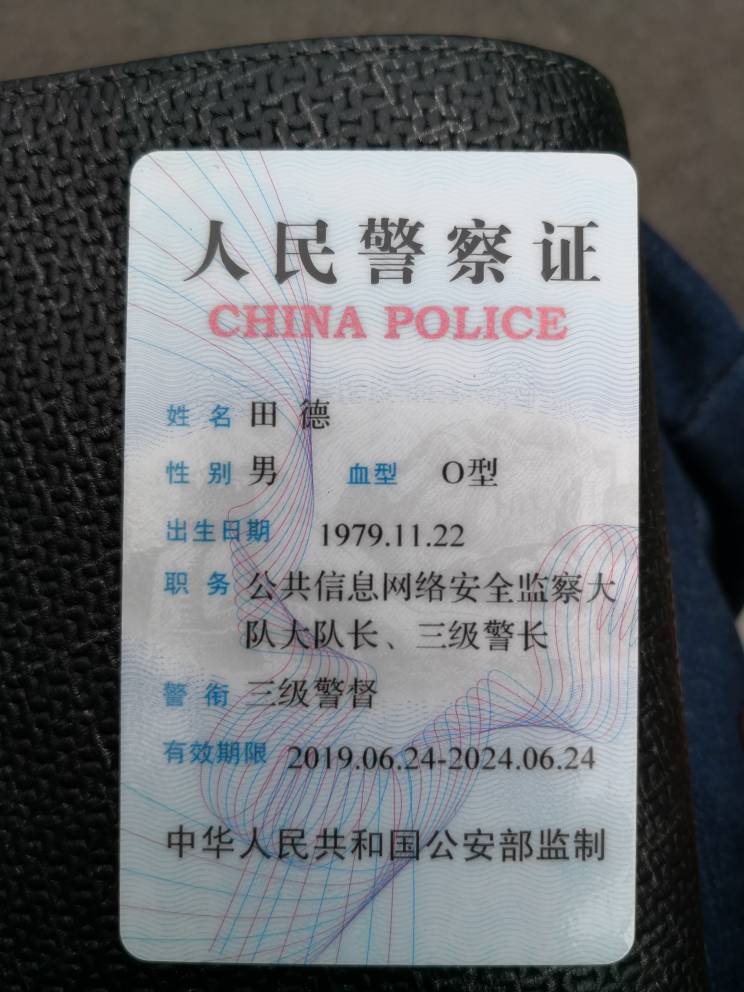 人民警察证
CHINA POLICE
姓名 田德
性别 男 血型 O型
出生日期 1979.11.22
职务 公共信息网络安全监察大
队大队长、三级警长
警衔 三级警督
有效期限 2019.06.24-2024.06.24
中华人民共和国公安部监制